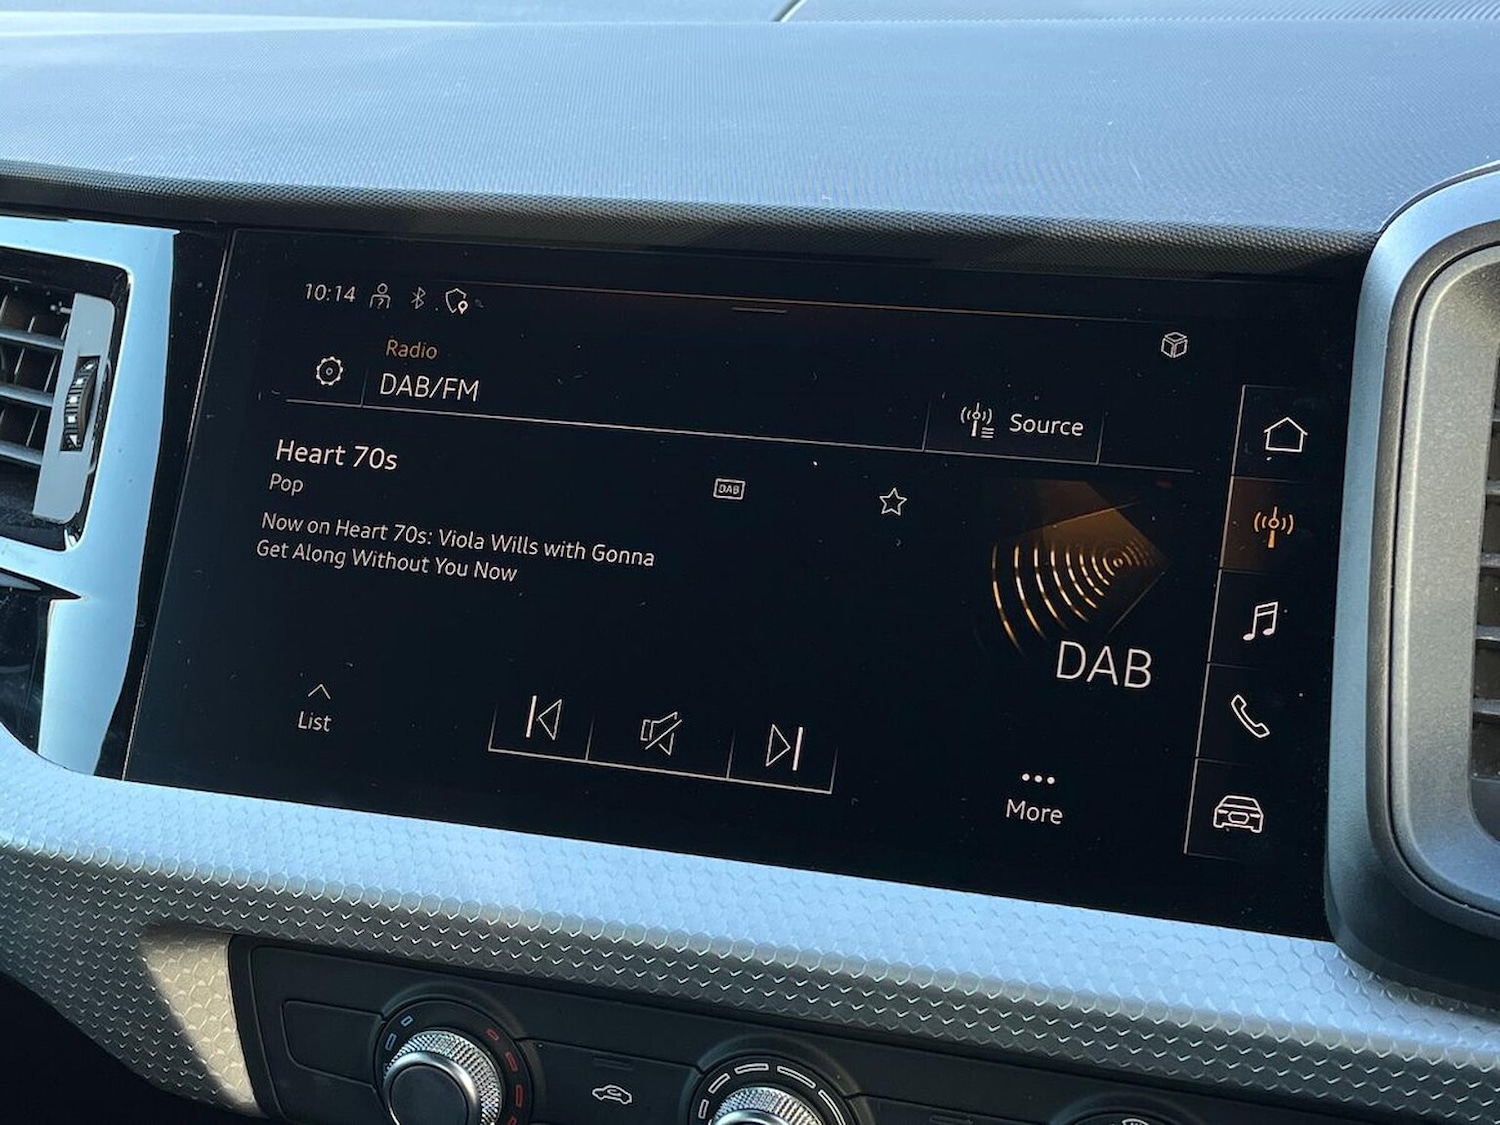 10:14
Radio
DAB/FM
Source
Heart 70s
Pop
DAB
Now on Heart 70s: Viola Wills with Gonna
Get Along Without You Now
DAB
List
More